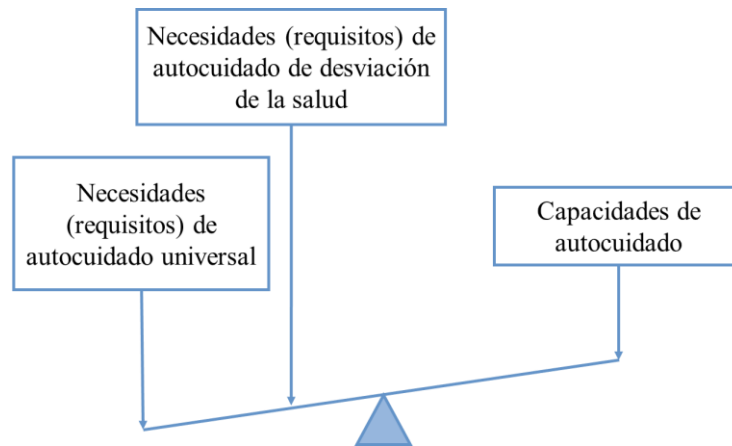 Necesidades (requisitos) de
autocuidado de desviación
de la salud
Necesidades
(requisitos) de
autocuidado universal
Capacidades de
autocuidado